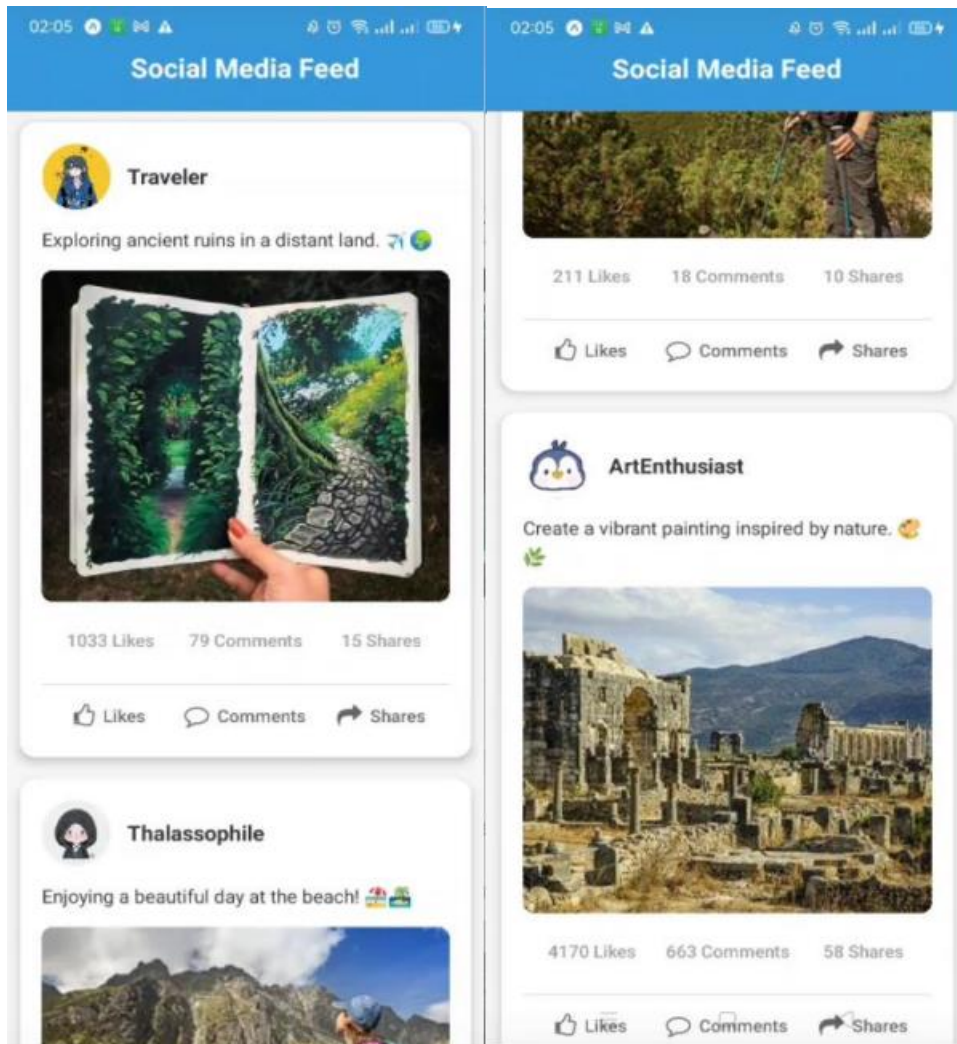 02:05
Social Media Feed
Traveler
Exploring ancient ruins in a distant land. ✈️ 🌍
1033 Likes 79 Comments 15 Shares
Likes Comments Shares
Thalassophile
Enjoying a beautiful day at the beach! 🏖️🏝️
02:05
Social Media Feed
211 Likes 18 Comments 10 Shares
Likes Comments Shares
ArtEnthusiast
Create a vibrant painting inspired by nature. 🎨
🌿
4170 Likes 663 Comments 58 Shares
Likes Comments Shares